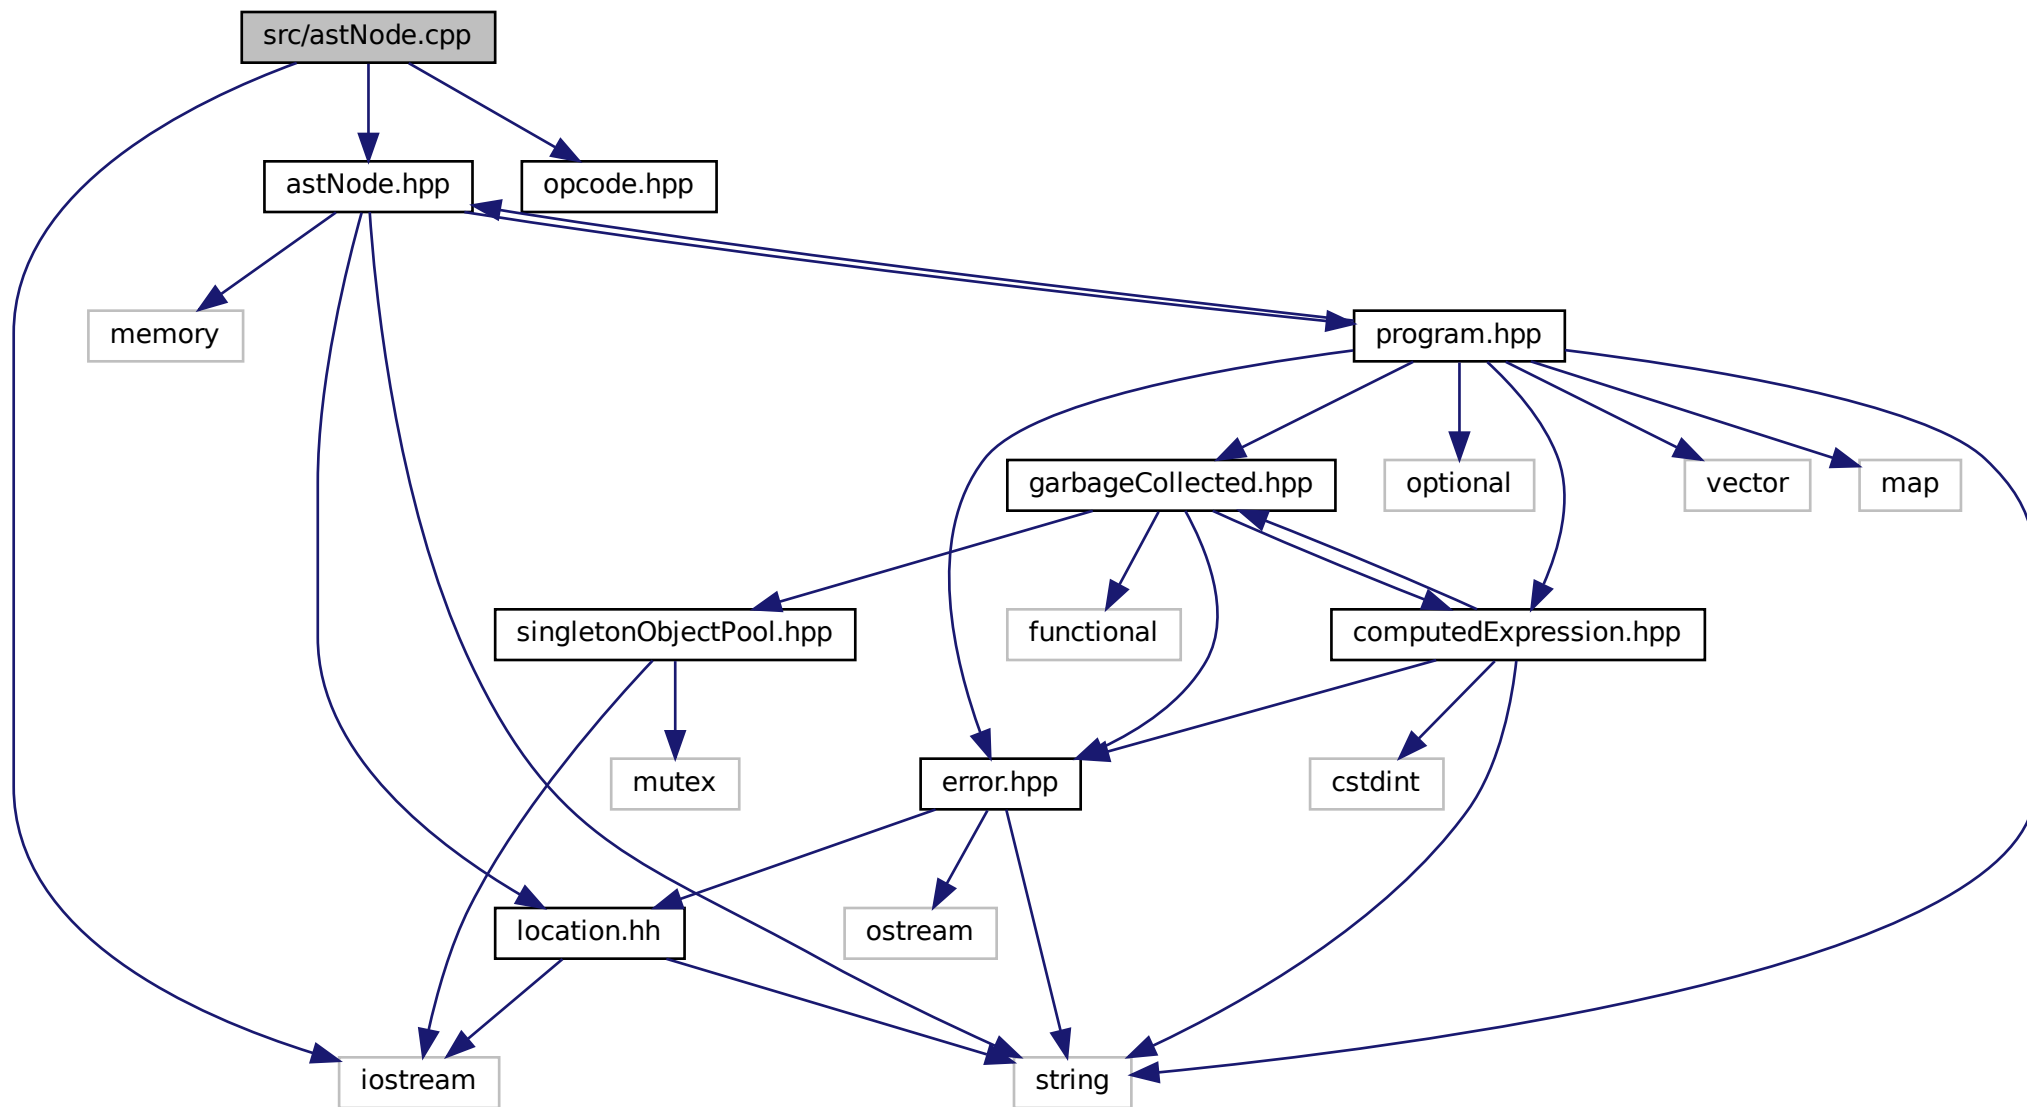 src/astNode.cpp
astNode.hpp
opcode.hpp
memory
program.hpp
garbageCollected.hpp
optional
vector
map
singletonObjectPool.hpp
functional
computedExpression.hpp
mutex
error.hpp
cstdint
location.hh
ostream
iostream
string